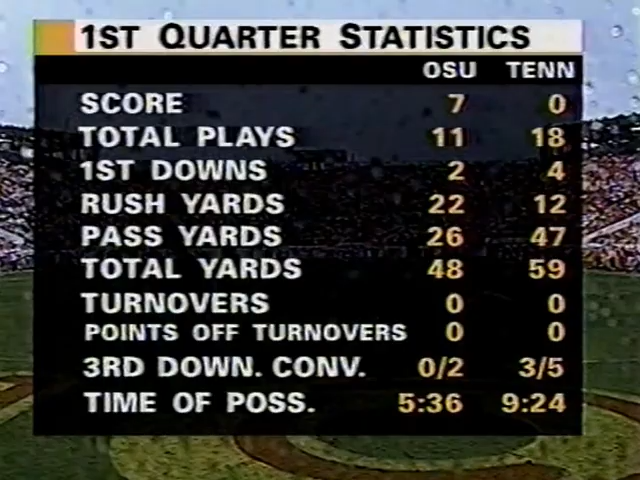 1ST QUARTER STATISTICS
OSU TENN
SCORE 7 0
TOTAL PLAYS 11 18
1ST DOWNS 2 4
RUSH YARDS 22 12
PASS YARDS 26 47
TOTAL YARDS 48 59
TURNOVERS 0 0
POINTS OFF TURNOVERS 0 0
3RD DOWN. CONV. 0/2 3/5
TIME OF POSS. 5:36 9:24